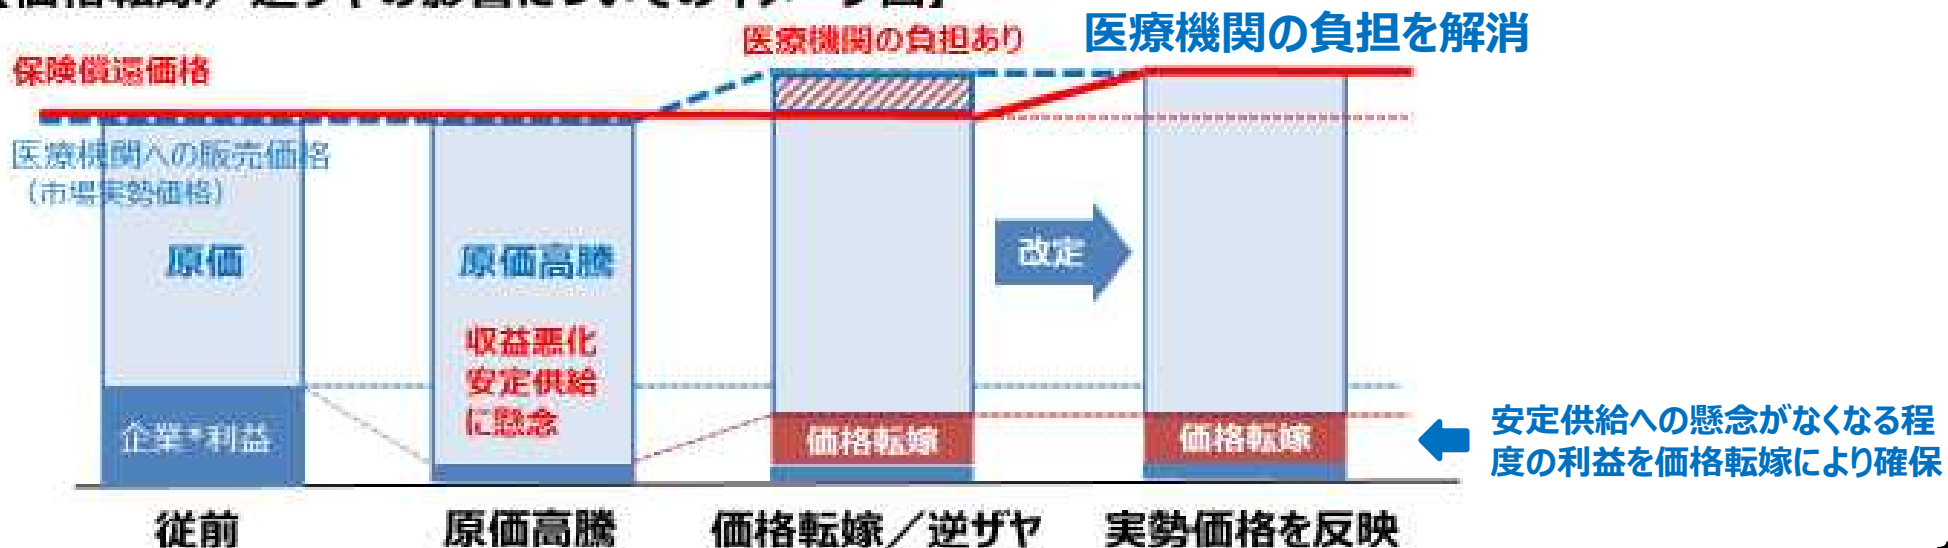 医療機関の負担あり
医療機関の負担を解消
保険償還価格
医療機関への販売価格
（市場実勢価格）
原価
原価高騰
収益悪化
安定供給
に懸念
改定
企業*利益
価格転嫁
価格転嫁
安定供給への懸念がなくなる程
度の利益を価格転嫁により確保
従前
原価高騰
価格転嫁／逆ザヤ
実勢価格を反映